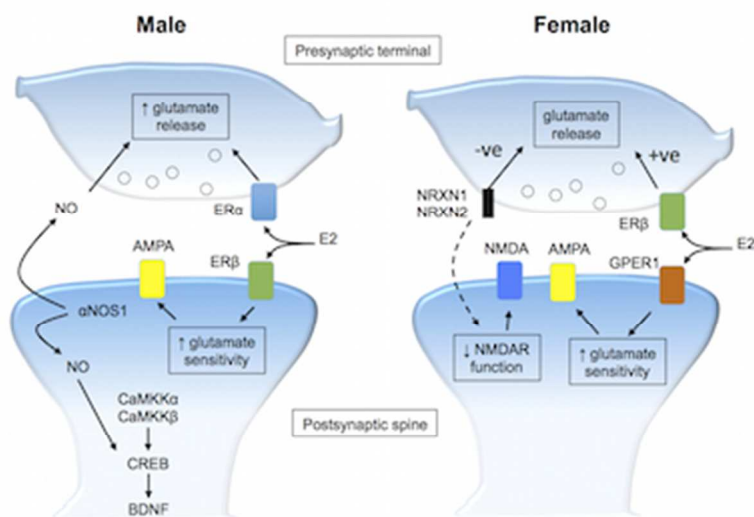 Male
Female
Presynaptic terminal
↑ glutamate
release
NO
ERα
E2
AMPA
ERβ
αNOS1
↑ glutamate
sensitivity
NO
CaMKKα
CaMKKβ
CREB
BDNF
glutamate
release
-ve
+ve
NRXN1
NRXN2
ERβ
E2
NMDA
AMPA
GPER1
↓ NMDAR
function
↑ glutamate
sensitivity
Postsynaptic spine